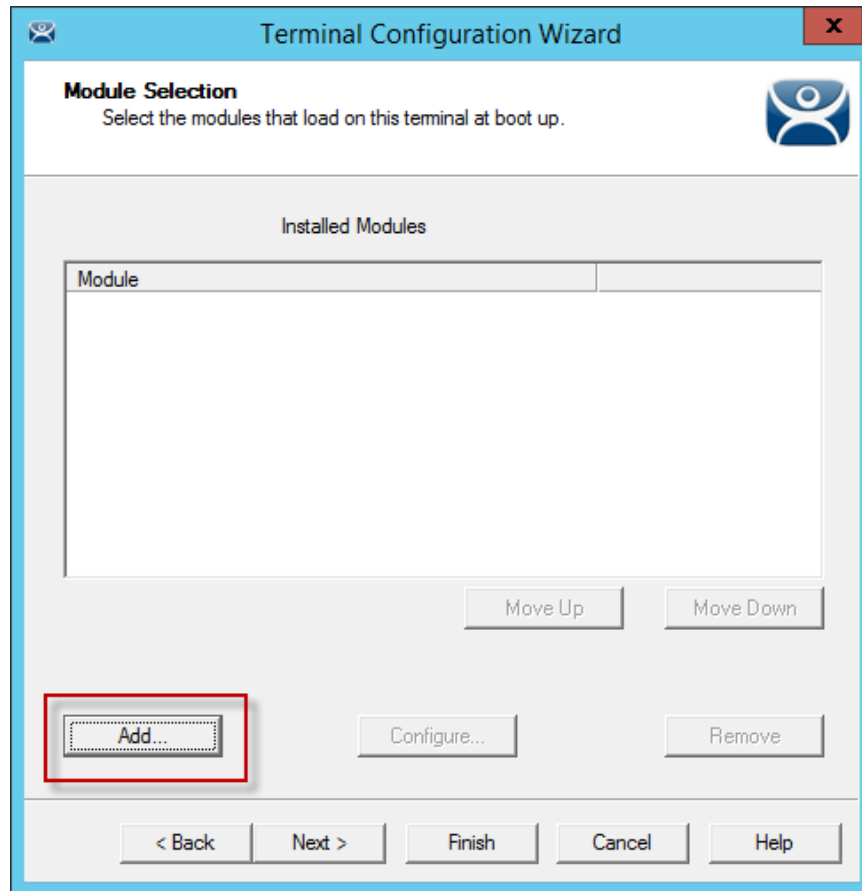 Terminal Configuration Wizard
x
Module Selection
Select the modules that load on this terminal at boot up.
Installed Modules
Module
Move Up Move Down
Add... Configure... Remove
< Back Next > Finish Cancel Help